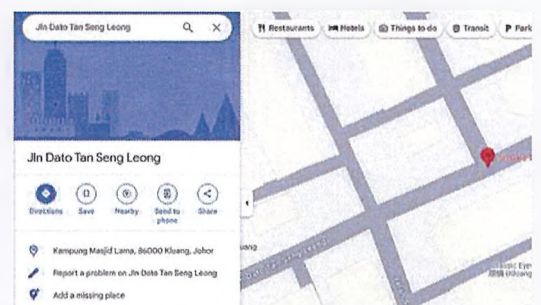 Jln Dato Tan Seng Leong
Restaurants
Hotels
Things to do
Transit
Park
Jln Dato Tan Seng Leong
Directions
Save
Nearby
Send to
phone
Share
Kampung Masjid Lama, 86000 Kluang, Johor
Report a problem on Jln Dato Tan Seng Leong
Add a missing place